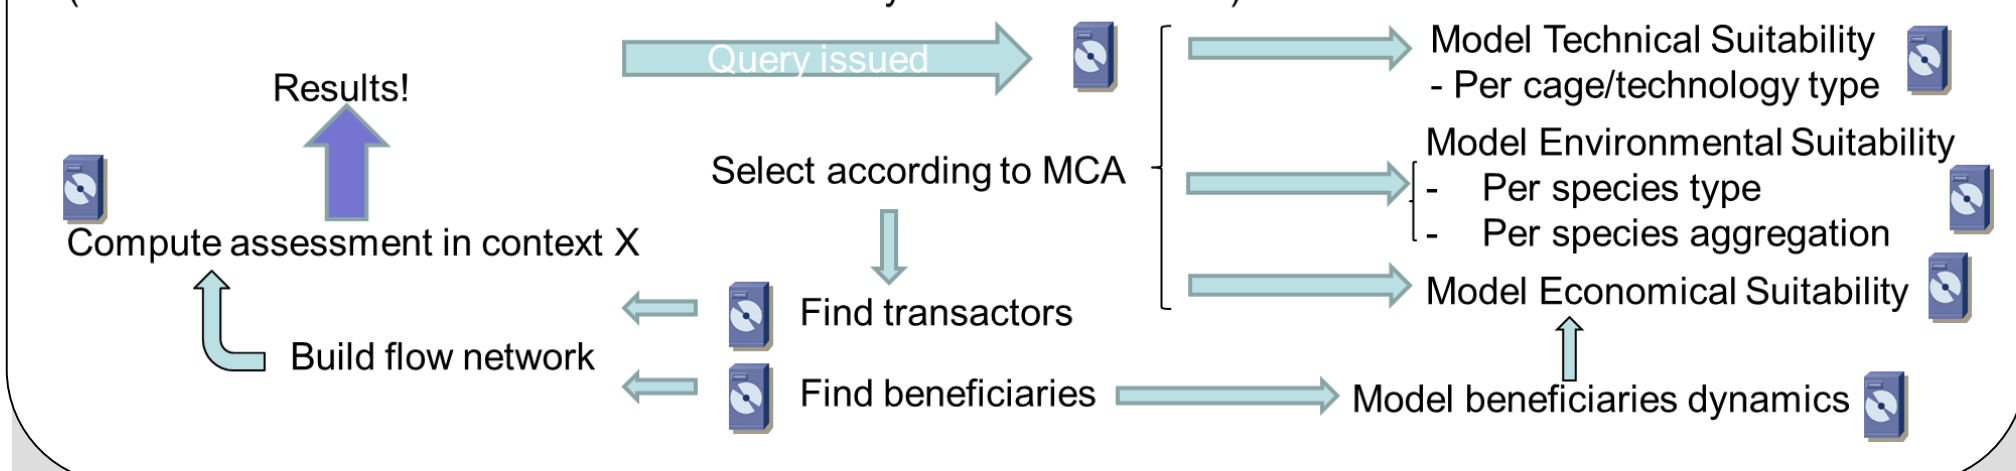 Query issued
Model Technical Suitability
- Per cage/technology type
Results!
Model Environmental Suitability
Select according to MCA
- Per species type
- Per species aggregation
Compute assessment in context X
Model Economical Suitability
Find transactors
Build flow network
Find beneficiaries
Model beneficiaries dynamics